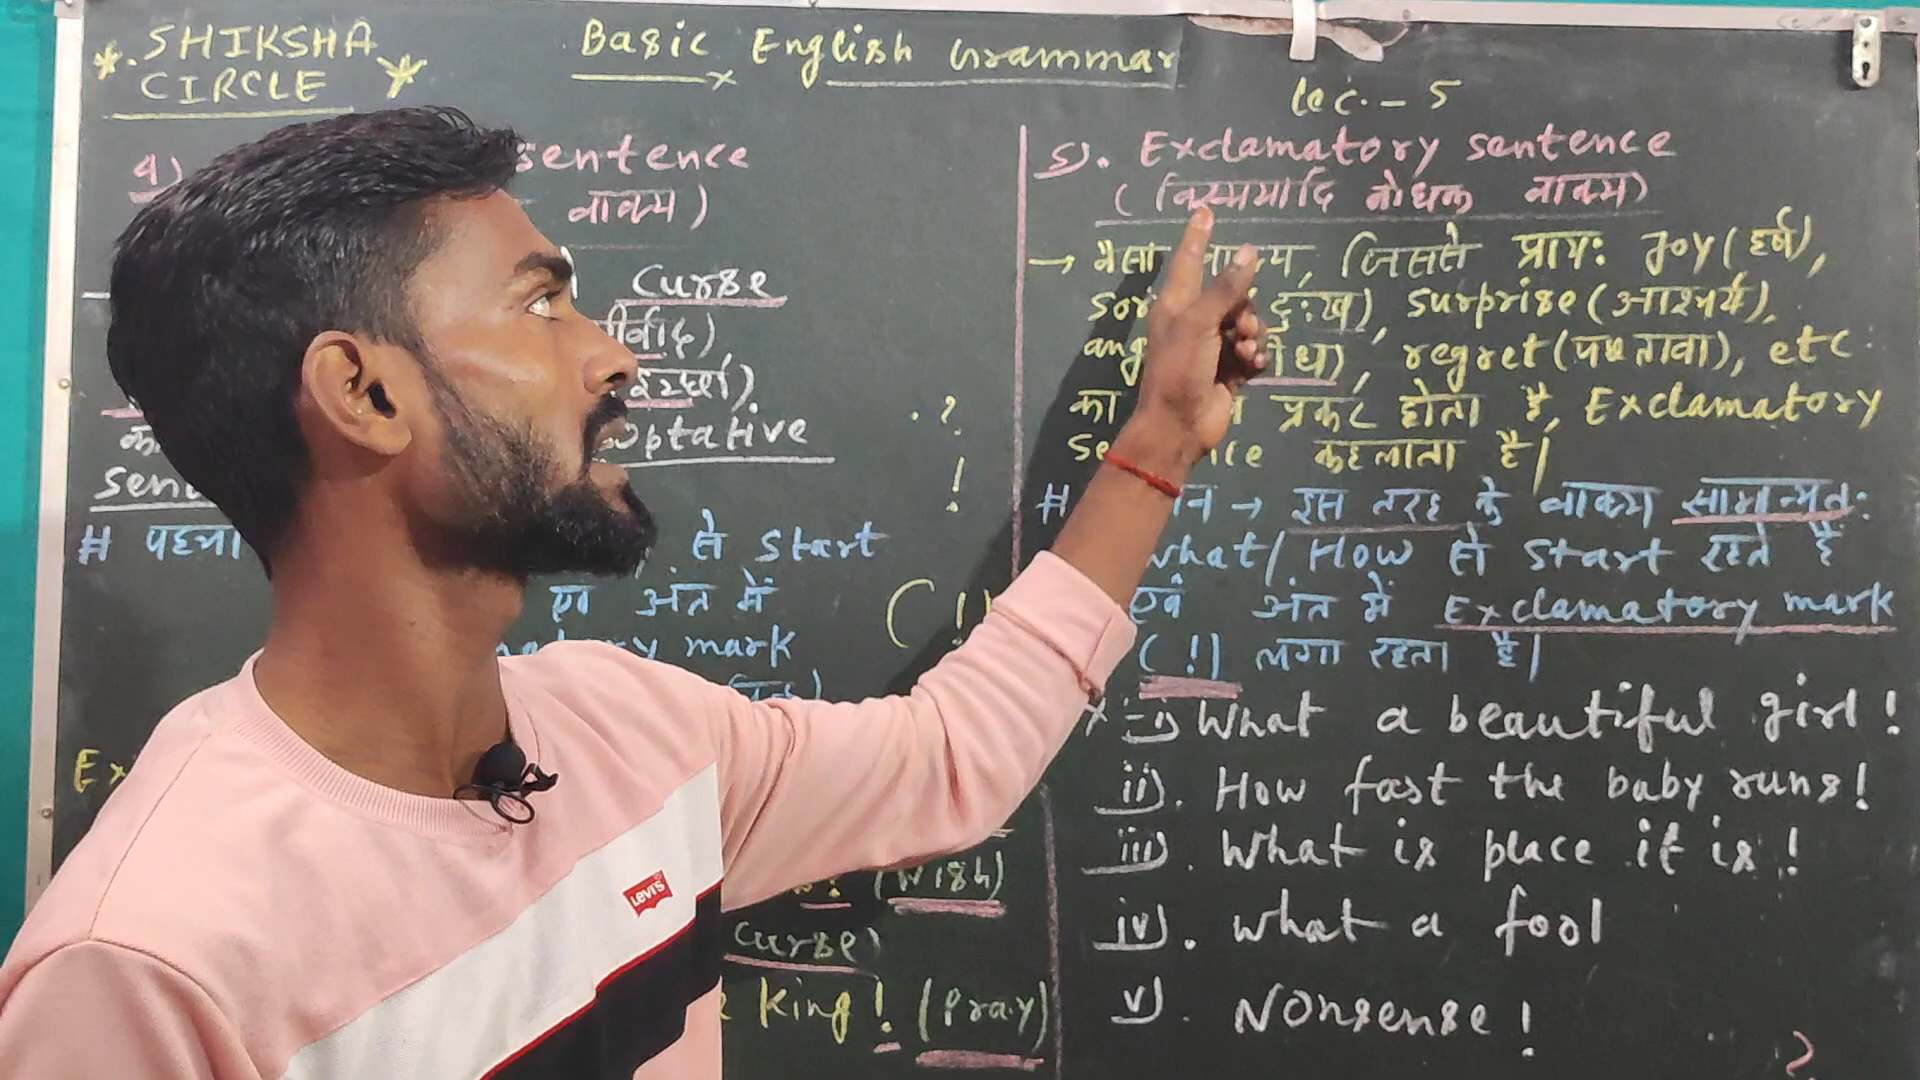 SHIKSHA
CIRCLE
Basic English Grammar
Lec. - 5
4)
sentence
वाक्य )
Curse
Optative
# पहचान
से start
एवं अंत में
mark
. ?
!
( ! )
(Wish)
Curse)
King ! (Pray)
5). Exclamatory sentence
( विस्मयादि बोधक वाक्य)
→ वैसा वाक्य, जिससे प्रायः Joy (हर्ष),
दुःख), surprise (आश्चर्य),
regret (पछतावा), etc
का प्रकट होता है, Exclamatory
कहलाता है।
# → इस तरह के वाक्य सामान्यतः
What / How से start रहते हैं
एवं अंत में Exclamatory mark
( ! ) लगा रहता है।
i) What a beautiful girl !
ii). How fast the baby runs !
iii). What is place it is !
iv). What a fool
v). Nonsense !
?
LEVI'S